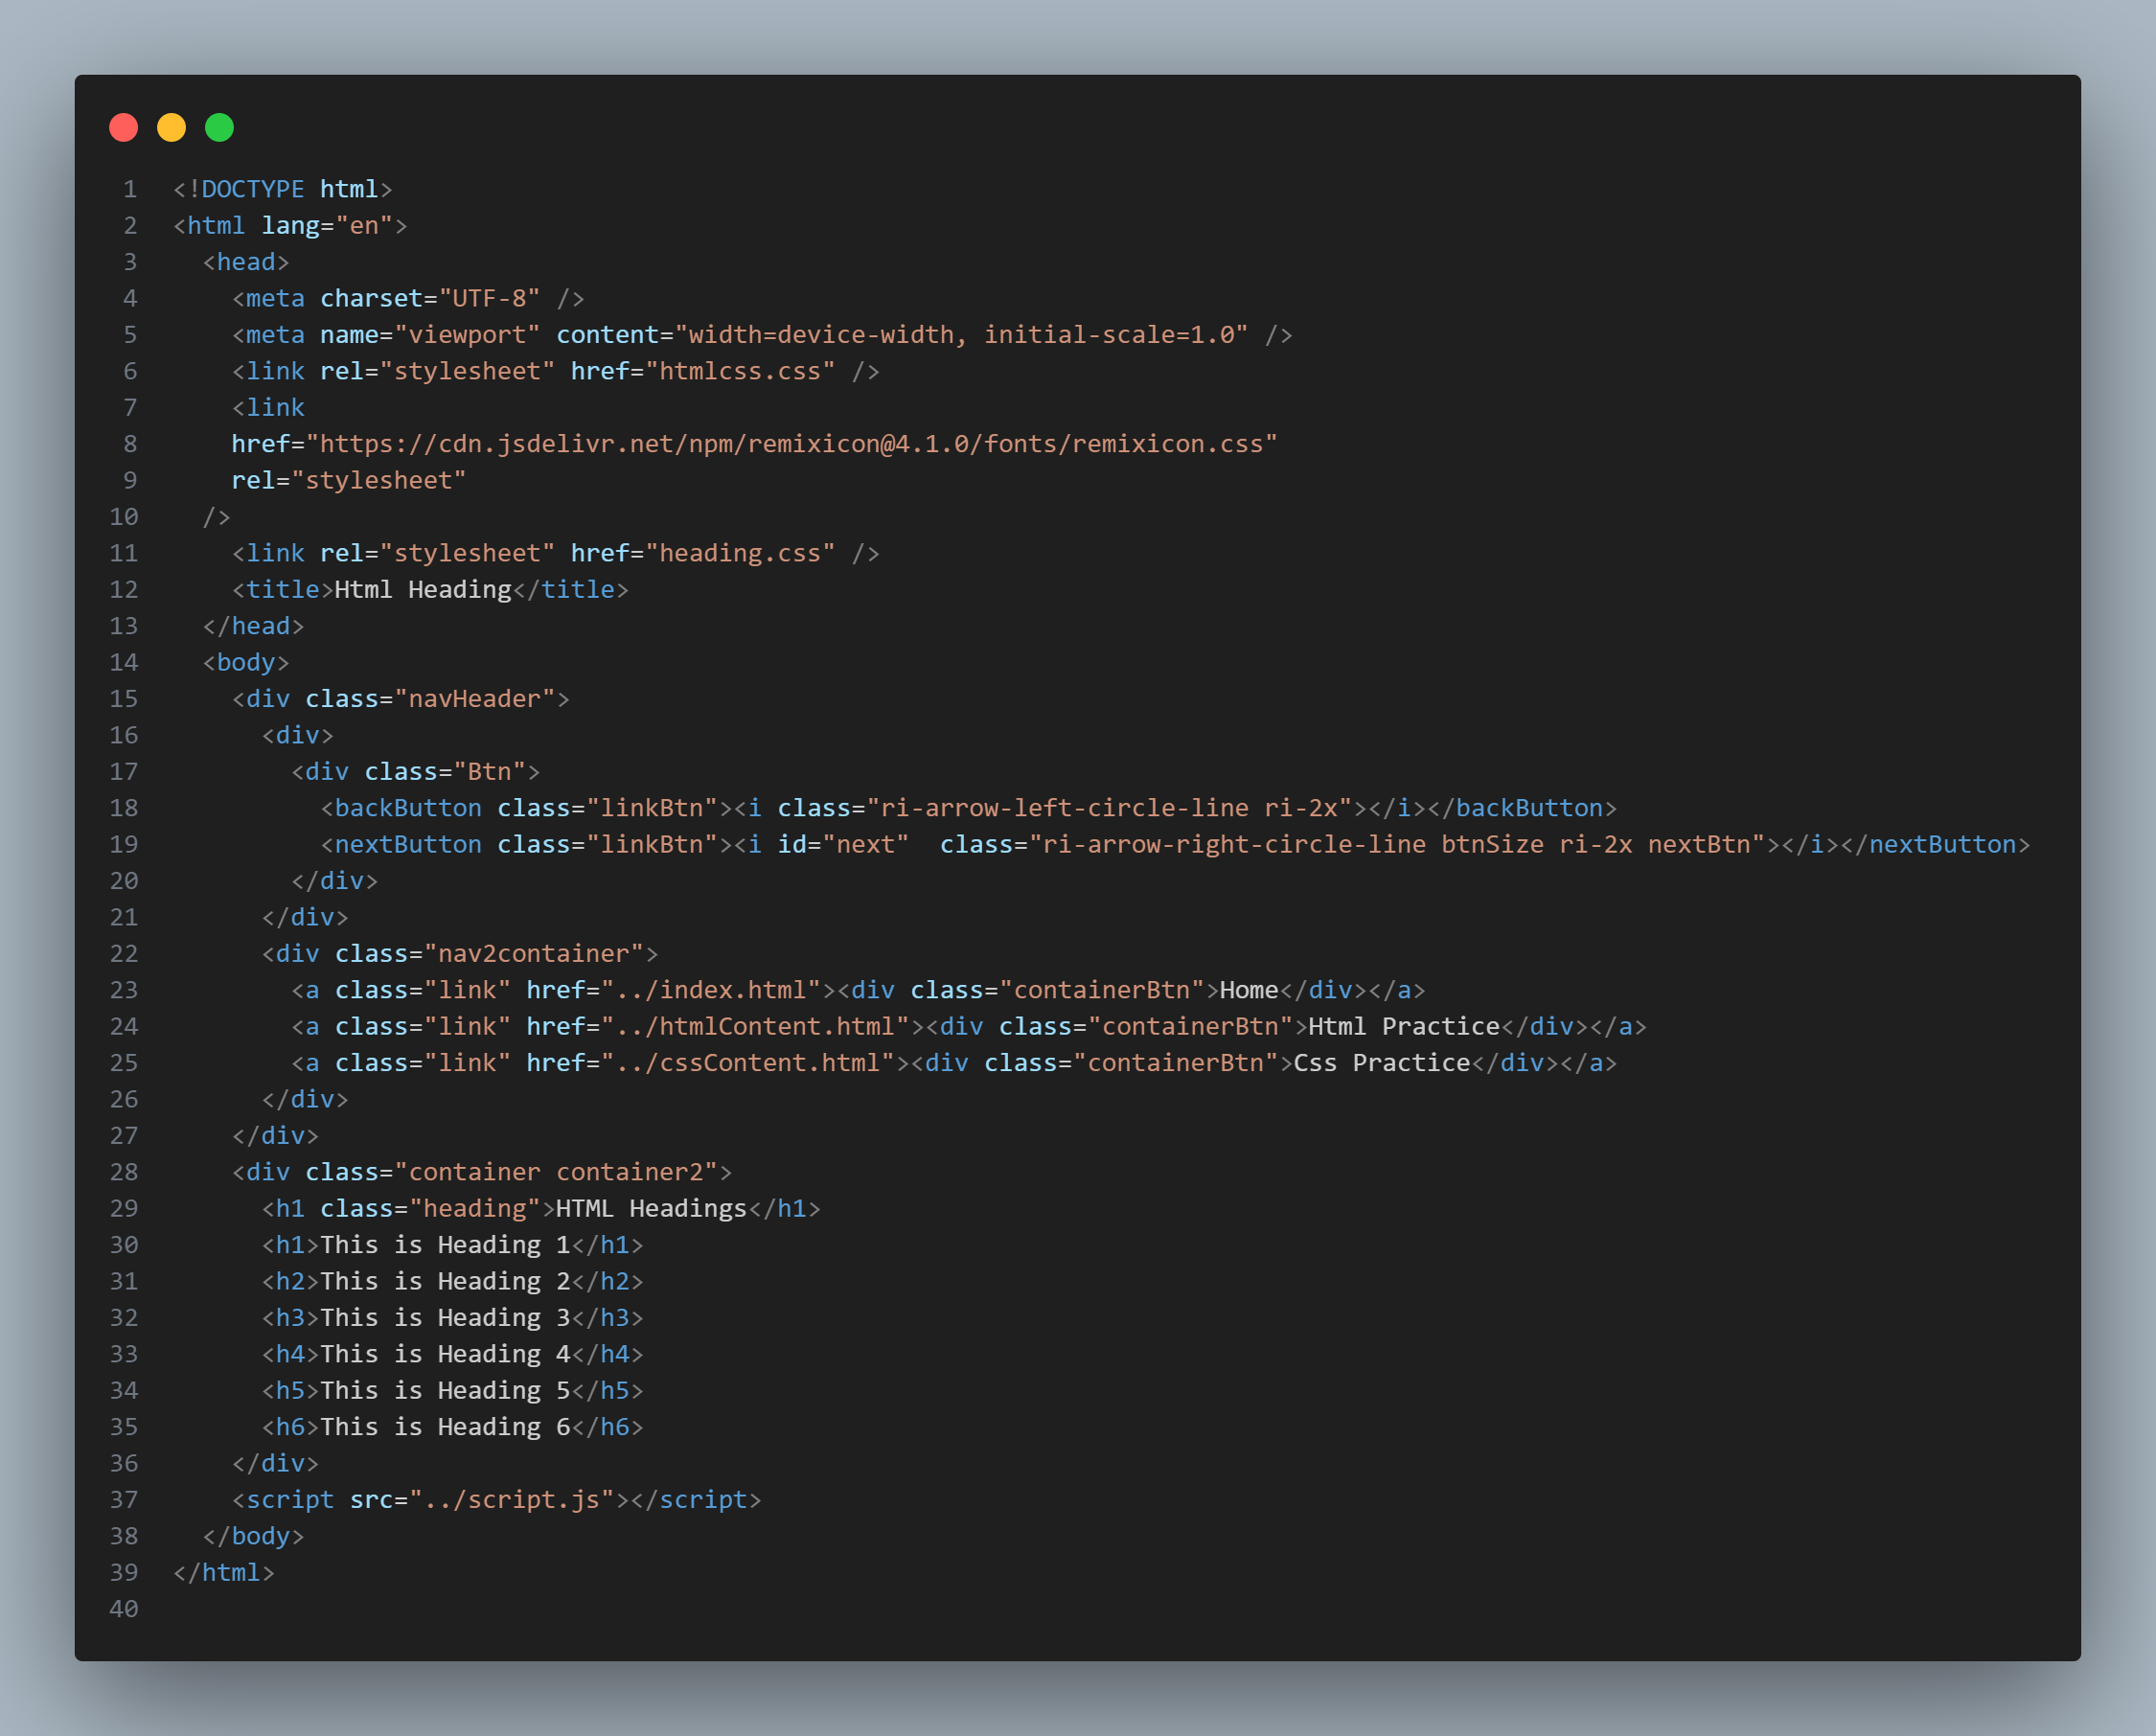 1 <!DOCTYPE html>
2 <html lang="en">
3   <head>
4     <meta charset="UTF-8" />
5     <meta name="viewport" content="width=device-width, initial-scale=1.0" />
6     <link rel="stylesheet" href="htmlcss.css" />
7     <link
8     href="https://cdn.jsdelivr.net/npm/remixicon@4.1.0/fonts/remixicon.css"
9     rel="stylesheet"
10   />
11     <link rel="stylesheet" href="heading.css" />
12     <title>Html Heading</title>
13   </head>
14   <body>
15     <div class="navHeader">
16       <div>
17         <div class="Btn">
18           <backButton class="linkBtn"><i class="ri-arrow-left-circle-line ri-2x"></i></backButton>
19           <nextButton class="linkBtn"><i id="next"  class="ri-arrow-right-circle-line btnSize ri-2x nextBtn"></i></nextButton>
20         </div>
21       </div>
22       <div class="nav2container">
23         <a class="link" href="../index.html"><div class="containerBtn">Home</div></a>
24         <a class="link" href="../htmlContent.html"><div class="containerBtn">Html Practice</div></a>
25         <a class="link" href="../cssContent.html"><div class="containerBtn">Css Practice</div></a>
26       </div>
27     </div>
28     <div class="container container2">
29       <h1 class="heading">HTML Headings</h1>
30       <h1>This is Heading 1</h1>
31       <h2>This is Heading 2</h2>
32       <h3>This is Heading 3</h3>
33       <h4>This is Heading 4</h4>
34       <h5>This is Heading 5</h5>
35       <h6>This is Heading 6</h6>
36     </div>
37     <script src="../script.js"></script>
38   </body>
39 </html>
40